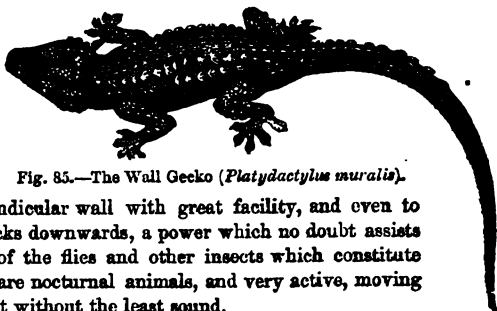 Fig. 85.—The Wall Gecko (Platydactylus muralis).
ndicular wall with great facility, and even to
cks downwards, a power which no doubt assists
of the flies and other insects which constitute
are nocturnal animals, and very active, moving
t without the least sound.